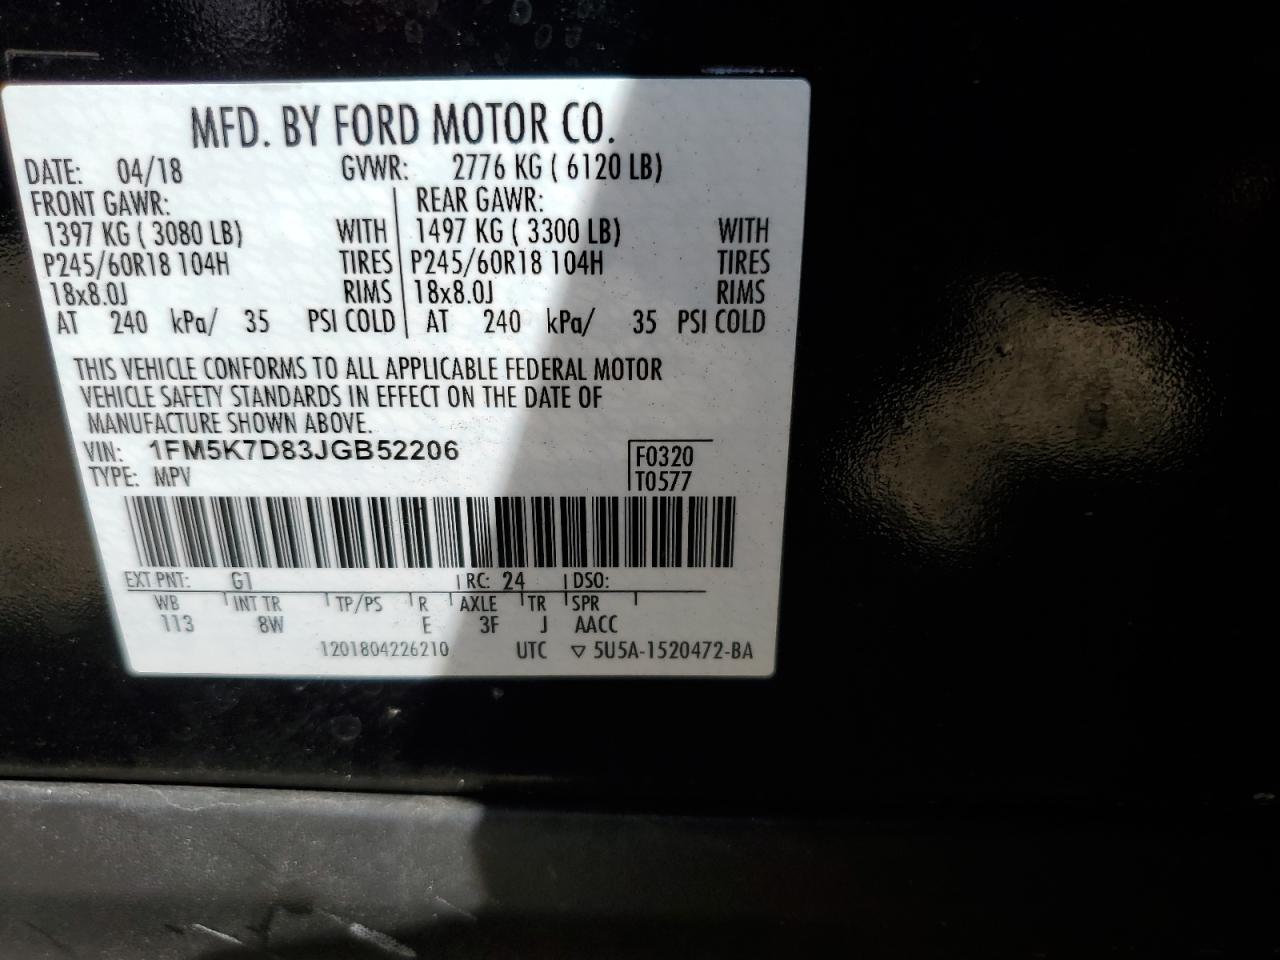 MFD. BY FORD MOTOR CO.
DATE: 04/18 GVWR: 2776 KG ( 6120 LB)
FRONT GAWR: REAR GAWR:
1397 KG ( 3080 LB) WITH 1497 KG ( 3300 LB) WITH
P245/60R18 104H TIRES P245/60R18 104H TIRES
18x8.0J RIMS 18x8.0J RIMS
AT 240 kPa/ 35 PSI COLD AT 240 kPa/ 35 PSI COLD
THIS VEHICLE CONFORMS TO ALL APPLICABLE FEDERAL MOTOR
VEHICLE SAFETY STANDARDS IN EFFECT ON THE DATE OF
MANUFACTURE SHOWN ABOVE.
VIN: 1FM5K7D83JGB52206 F0320
TYPE: MPV T0577
EXT PNT: G1 RC: 24 DSO:
WB INT TR TP/PS R AXLE TR SPR
113 8W E 3F J AACC
1201804226210 UTC ▽ 5U5A-1520472-BA